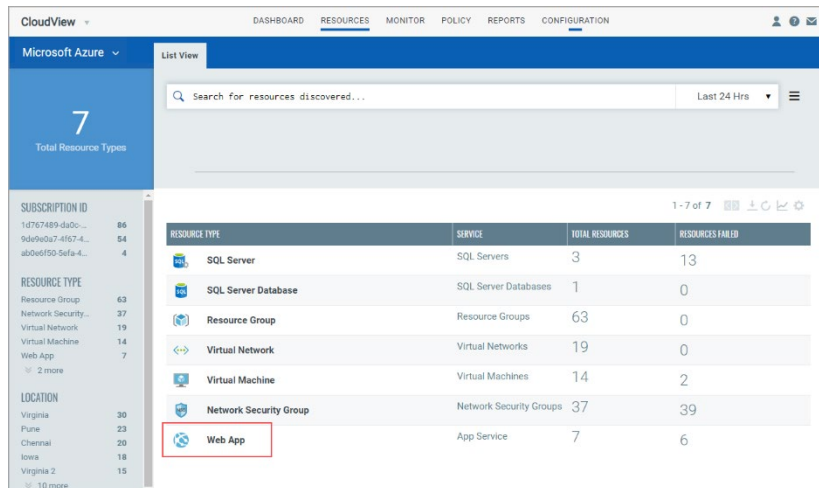 CloudView
DASHBOARD RESOURCES MONITOR POLICY REPORTS CONFIGURATION
Microsoft Azure
List View
7
Total Resource Types
Search for resources discovered...
Last 24 Hrs
1 - 7 of 7
SUBSCRIPTION ID
1d767489-da0c-... 86
9de9e0a7-4f67-4... 54
ab0e6f50-5efa-4... 4
RESOURCE TYPE
Resource Group 63
Network Security... 37
Virtual Network 19
Virtual Machine 14
Web App 7
2 more
LOCATION
Virginia 30
Pune 23
Chennai 20
Iowa 18
Virginia 2 15
10 more
RESOURCE TYPE SERVICE TOTAL RESOURCES RESOURCES FAILED
SQL SQL Server SQL Servers 3 13
SQL SQL Server Database SQL Server Databases 1 0
Resource Group Resource Groups 63 0
Virtual Network Virtual Networks 19 0
Virtual Machine Virtual Machines 14 2
Network Security Group Network Security Groups 37 39
Web App App Service 7 6